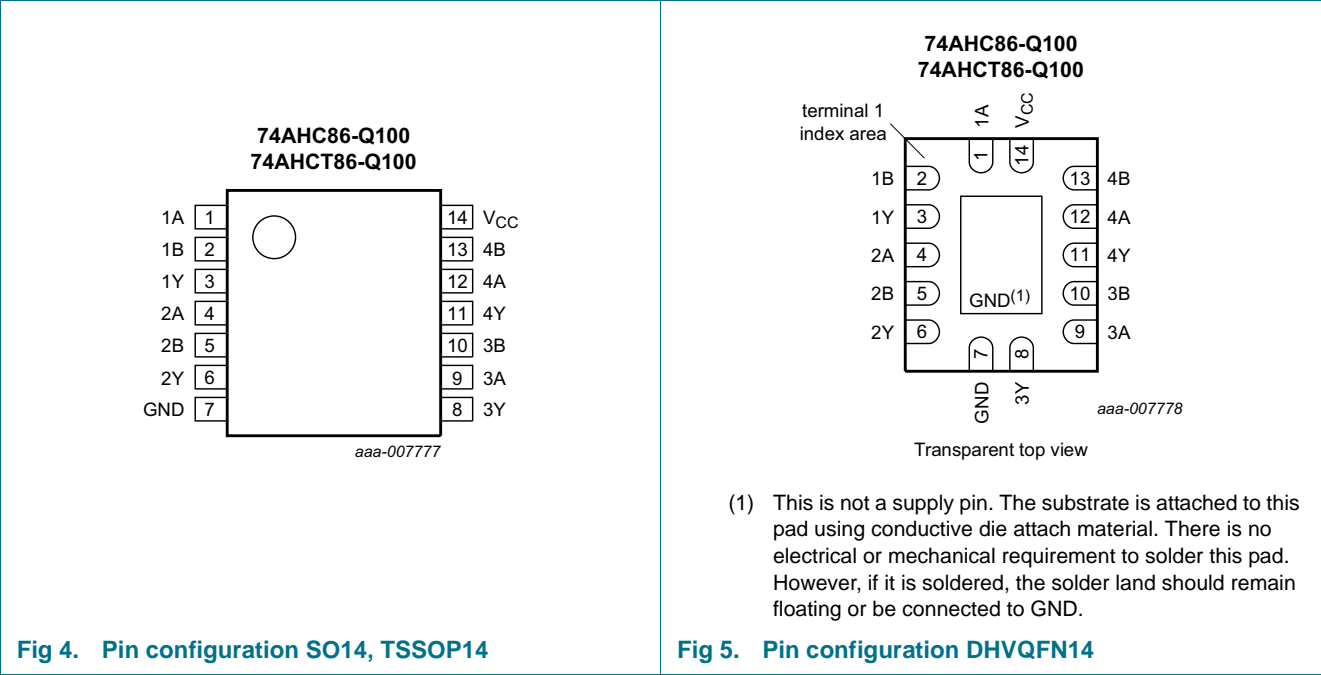 74AHC86-Q100
74AHCT86-Q100
1A 1
1B 2
1Y 3
2A 4
2B 5
2Y 6
GND 7
14 VCC
13 4B
12 4A
11 4Y
10 3B
9 3A
8 3Y
aaa-007777
Fig 4. Pin configuration SO14, TSSOP14
74AHC86-Q100
74AHCT86-Q100
terminal 1
index area
1A
VCC
1
14
1B 2
1Y 3
2A 4
2B 5
2Y 6
13 4B
12 4A
11 4Y
10 3B
9 3A
GND(1)
7
8
GND
3Y
aaa-007778
Transparent top view
(1) This is not a supply pin. The substrate is attached to this
pad using conductive die attach material. There is no
electrical or mechanical requirement to solder this pad.
However, if it is soldered, the solder land should remain
floating or be connected to GND.
Fig 5. Pin configuration DHVQFN14